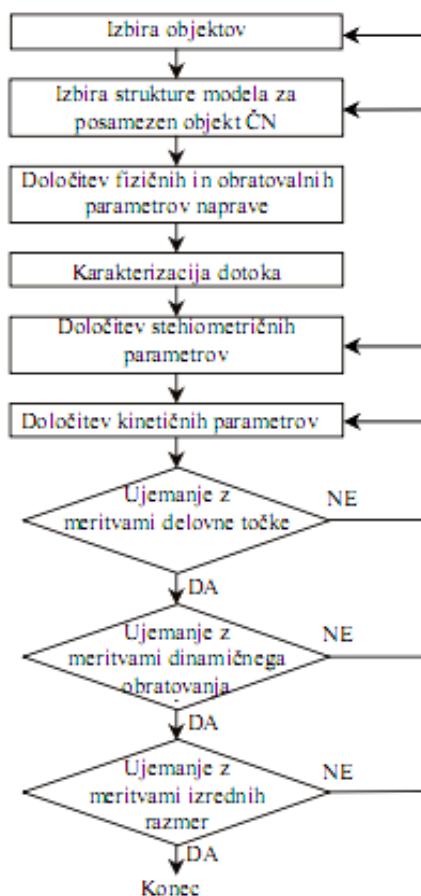 Izbira objektov
Izbira strukture modela za
posamezen objekt ČN
Določitev fizičnih in obratovalnih
parametrov naprave
Karakterizacija dotoka
Določitev stehiometričnih
parametrov
Določitev kinetičnih parametrov
Ujemanje z
meritvami delovne točke
NE
DA
Ujemanje z
meritvami dinamičnega
obratovanja
NE
DA
Ujemanje z
meritvami izrednih
razmer
NE
DA
Konec